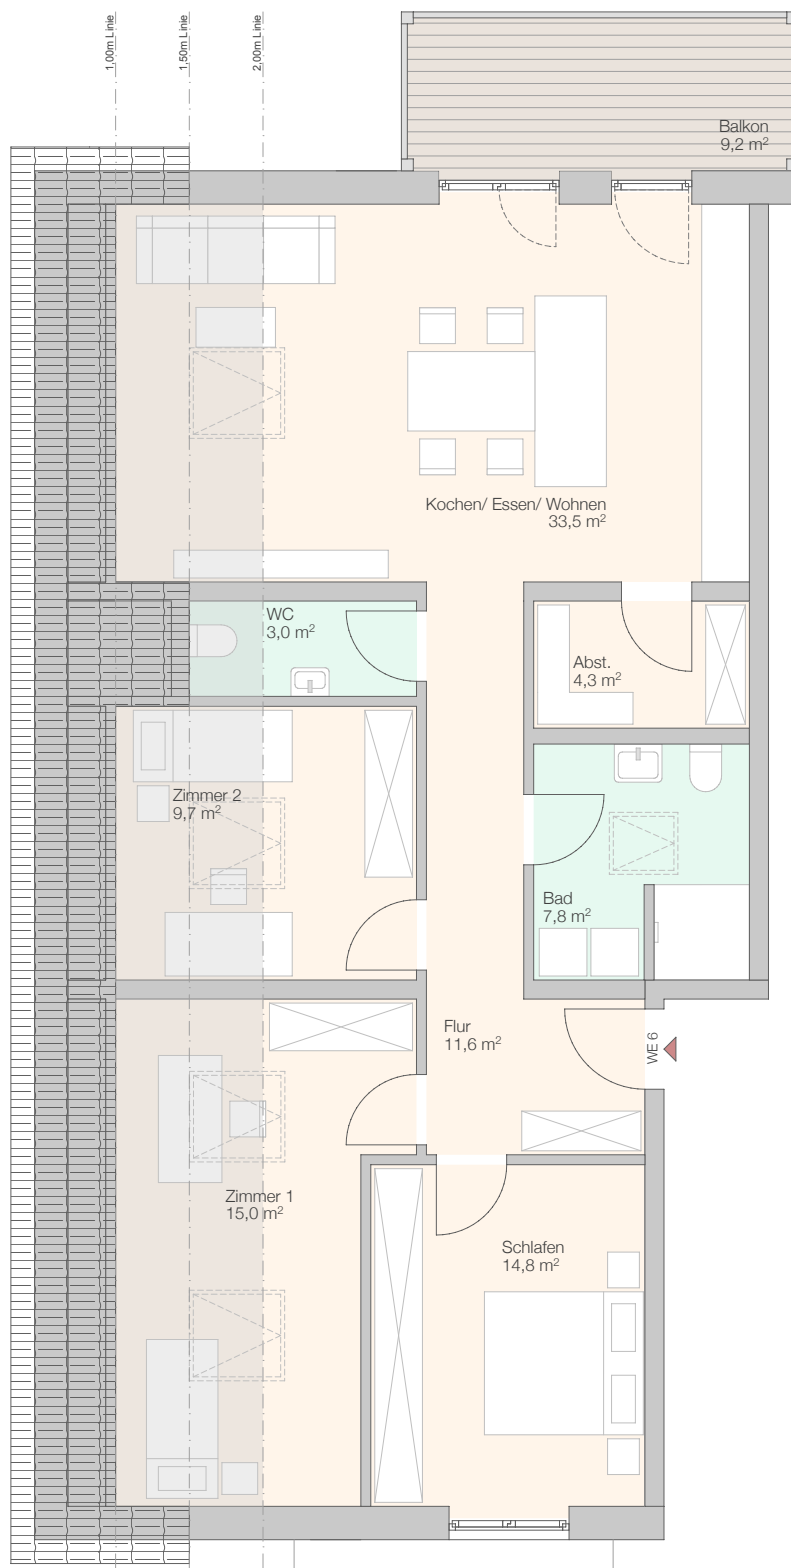 1,00m Linie
1,50m Linie
2,00m Linie
Balkon
9,2 m²
Kochen/ Essen/ Wohnen
33,5 m²
WC
3,0 m²
Abst.
4,3 m²
Zimmer 2
9,7 m²
Bad
7,8 m²
Flur
11,6 m²
WE 6
Zimmer 1
15,0 m²
Schlafen
14,8 m²